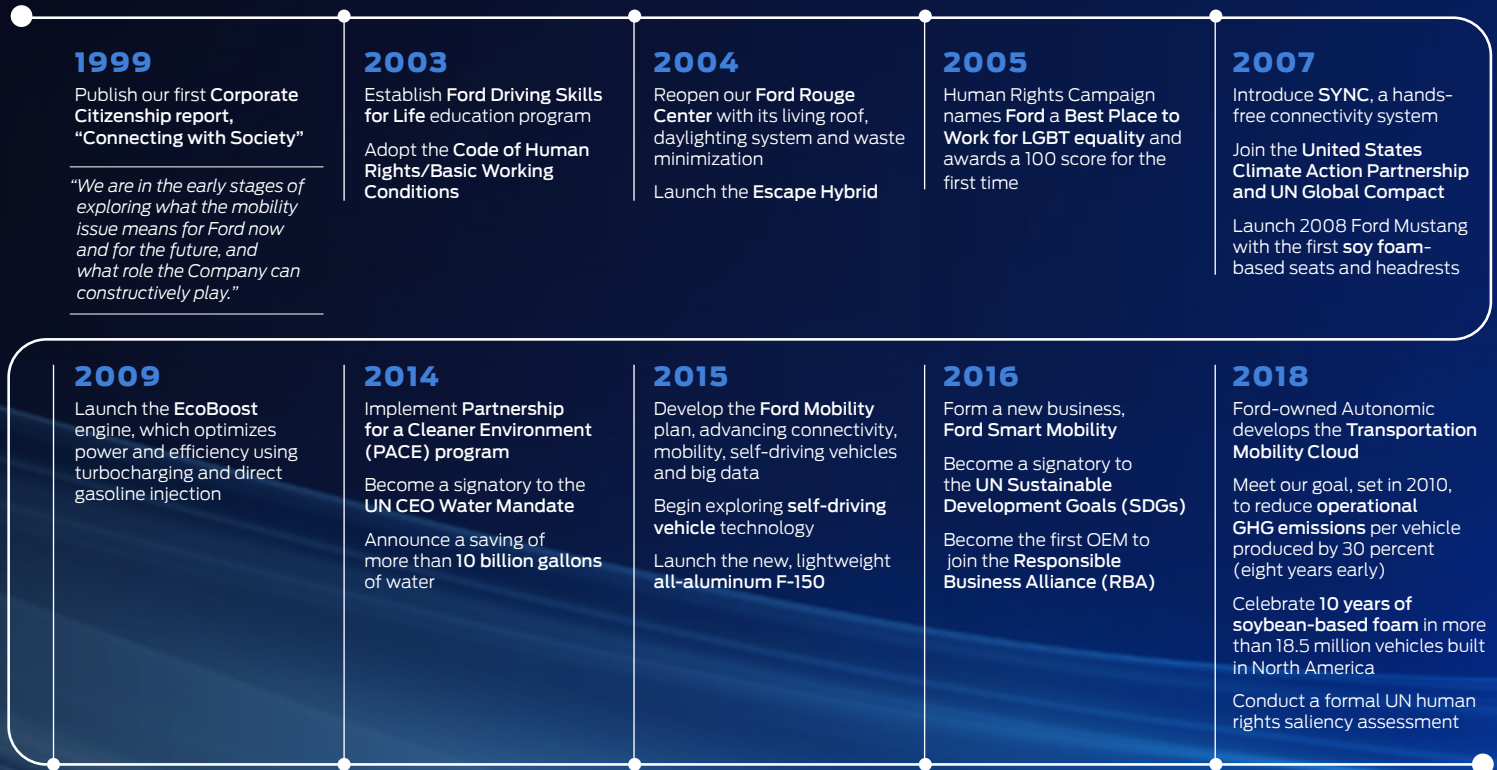 1999
Publish our first Corporate
Citizenship report,
“Connecting with Society”
“We are in the early stages of
exploring what the mobility
issue means for Ford now
and for the future, and
what role the Company can
constructively play.”
2003
Establish Ford Driving Skills
for Life education program
Adopt the Code of Human
Rights/Basic Working
Conditions
2004
Reopen our Ford Rouge
Center with its living roof,
daylighting system and waste
minimization
Launch the Escape Hybrid
2005
Human Rights Campaign
names Ford a Best Place to
Work for LGBT equality and
awards a 100 score for the
first time
2007
Introduce SYNC, a hands-
free connectivity system
Join the United States
Climate Action Partnership
and UN Global Compact
Launch 2008 Ford Mustang
with the first soy foam-
based seats and headrests
2009
Launch the EcoBoost
engine, which optimizes
power and efficiency using
turbocharging and direct
gasoline injection
2014
Implement Partnership
for a Cleaner Environment
(PACE) program
Become a signatory to the
UN CEO Water Mandate
Announce a saving of
more than 10 billion gallons
of water
2015
Develop the Ford Mobility
plan, advancing connectivity,
mobility, self-driving vehicles
and big data
Begin exploring self-driving
vehicle technology
Launch the new, lightweight
all-aluminum F-150
2016
Form a new business,
Ford Smart Mobility
Become a signatory to
the UN Sustainable
Development Goals (SDGs)
Become the first OEM to
join the Responsible
Business Alliance (RBA)
2018
Ford-owned Autonomic
develops the Transportation
Mobility Cloud
Meet our goal, set in 2010,
to reduce operational
GHG emissions per vehicle
produced by 30 percent
(eight years early)
Celebrate 10 years of
soybean-based foam in more
than 18.5 million vehicles built
in North America
Conduct a formal UN human
rights saliency assessment